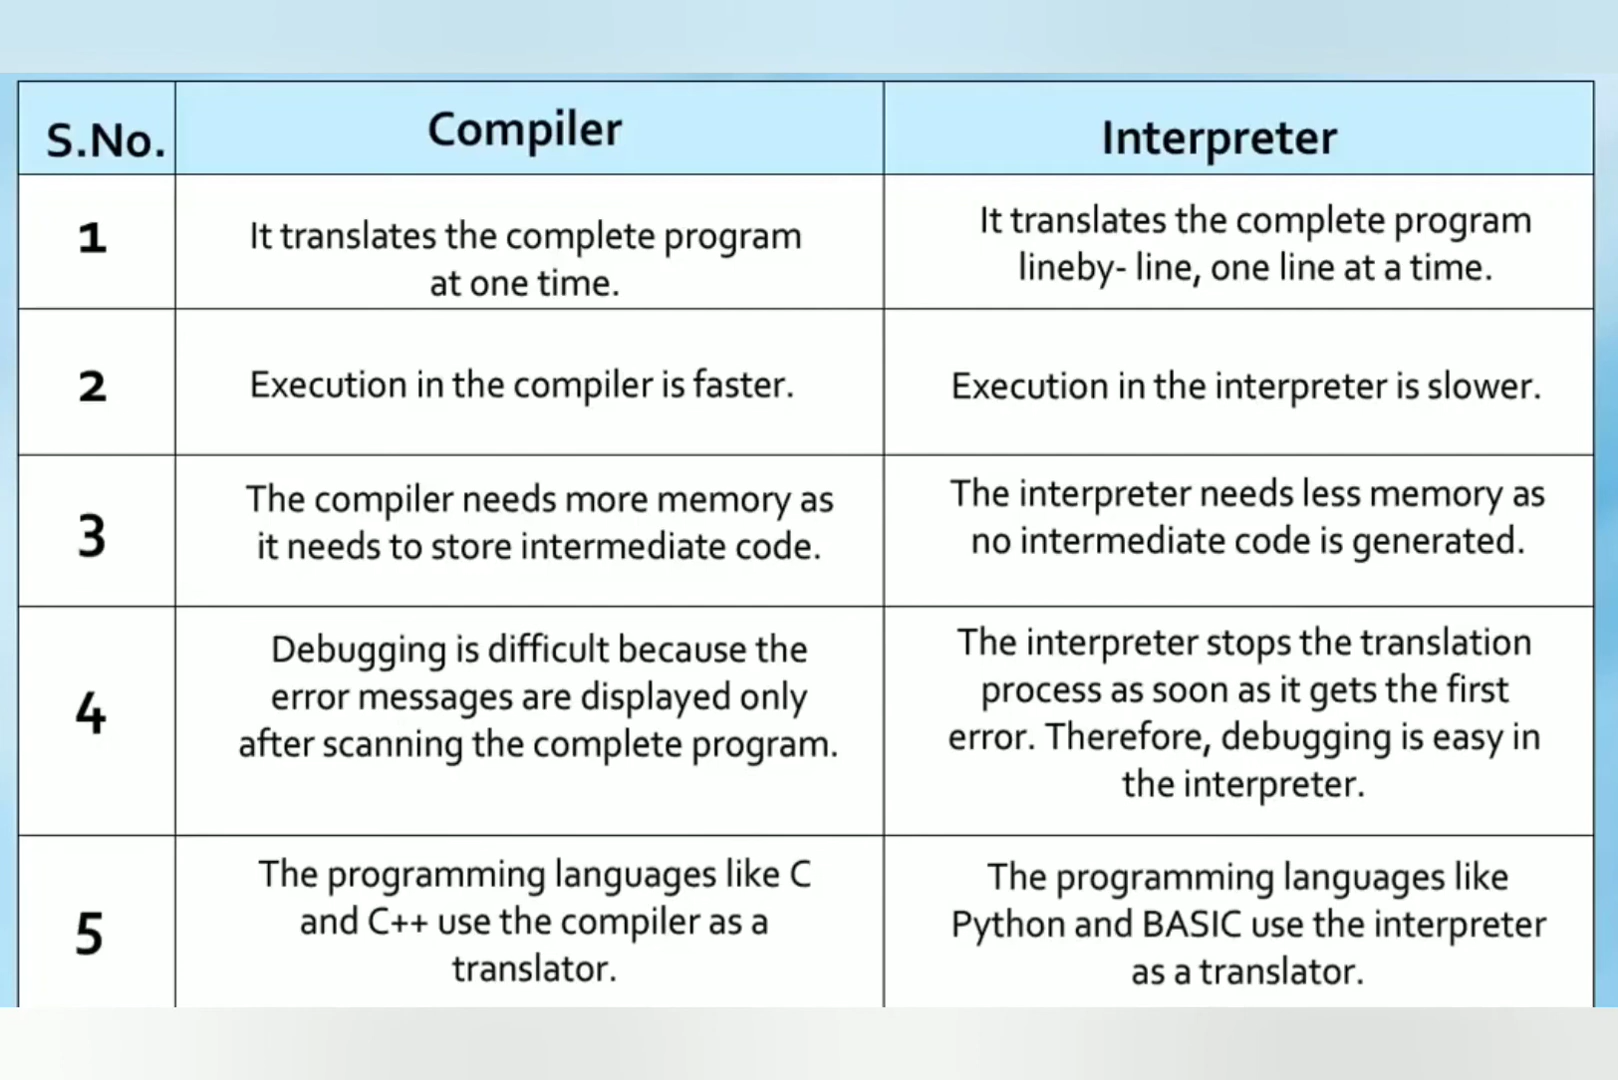 S.No.
Compiler
Interpreter
1
It translates the complete program
at one time.
It translates the complete program
lineby- line, one line at a time.
2
Execution in the compiler is faster.
Execution in the interpreter is slower.
3
The compiler needs more memory as
it needs to store intermediate code.
The interpreter needs less memory as
no intermediate code is generated.
4
Debugging is difficult because the
error messages are displayed only
after scanning the complete program.
The interpreter stops the translation
process as soon as it gets the first
error. Therefore, debugging is easy in
the interpreter.
5
The programming languages like C
and C++ use the compiler as a
translator.
The programming languages like
Python and BASIC use the interpreter
as a translator.